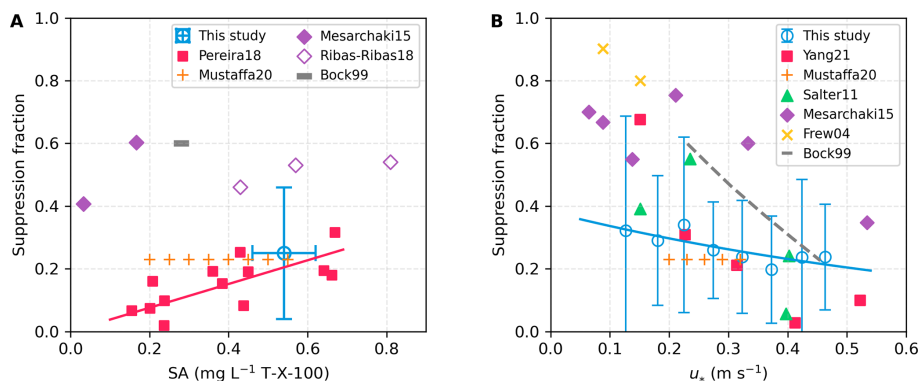 A
This study
Pereira18
Mustaffa20
Mesarchaki15
Ribas-Ribas18
Bock99
1.0
0.8
0.6
0.4
0.2
0.0
Suppression fraction
0.0 0.2 0.4 0.6 0.8
SA (mg L⁻¹ T-X-100)
B
This study
Yang21
Mustaffa20
Salter11
Mesarchaki15
Frew04
Bock99
1.0
0.8
0.6
0.4
0.2
0.0
Suppression fraction
0.0 0.1 0.2 0.3 0.4 0.5 0.6
u* (m s⁻¹)